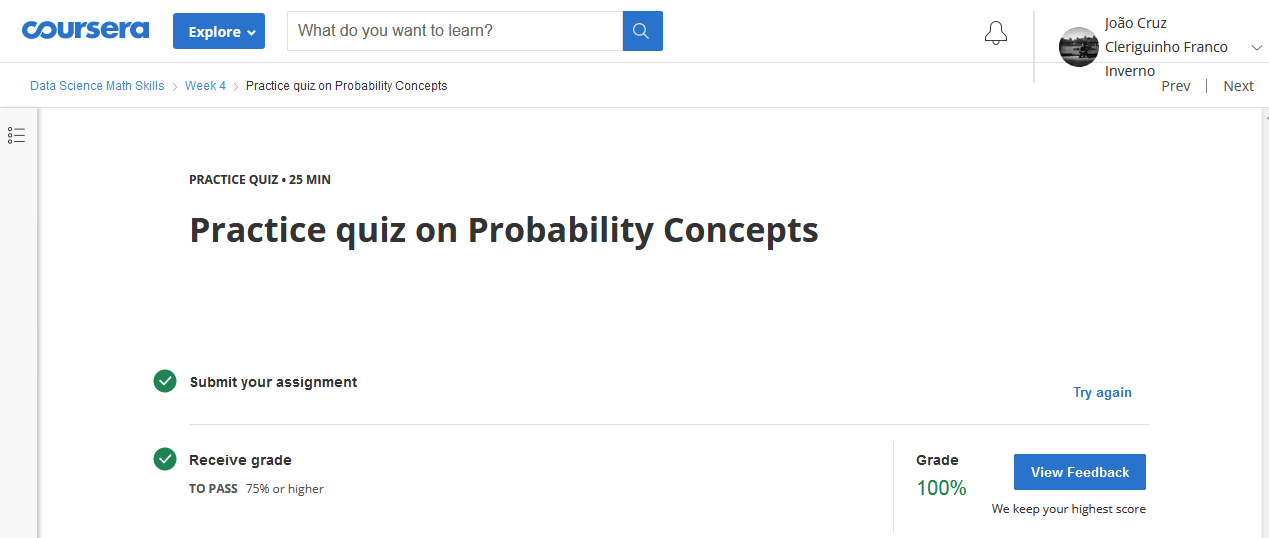 coursera
Explore
What do you want to learn?
João Cruz
Cleriguinho Franco
Inverno
Data Science Math Skills
Week 4
Practice quiz on Probability Concepts
Prev | Next
PRACTICE QUIZ • 25 MIN
Practice quiz on Probability Concepts
Submit your assignment
Try again
Receive grade
TO PASS 75% or higher
Grade
100%
View Feedback
We keep your highest score